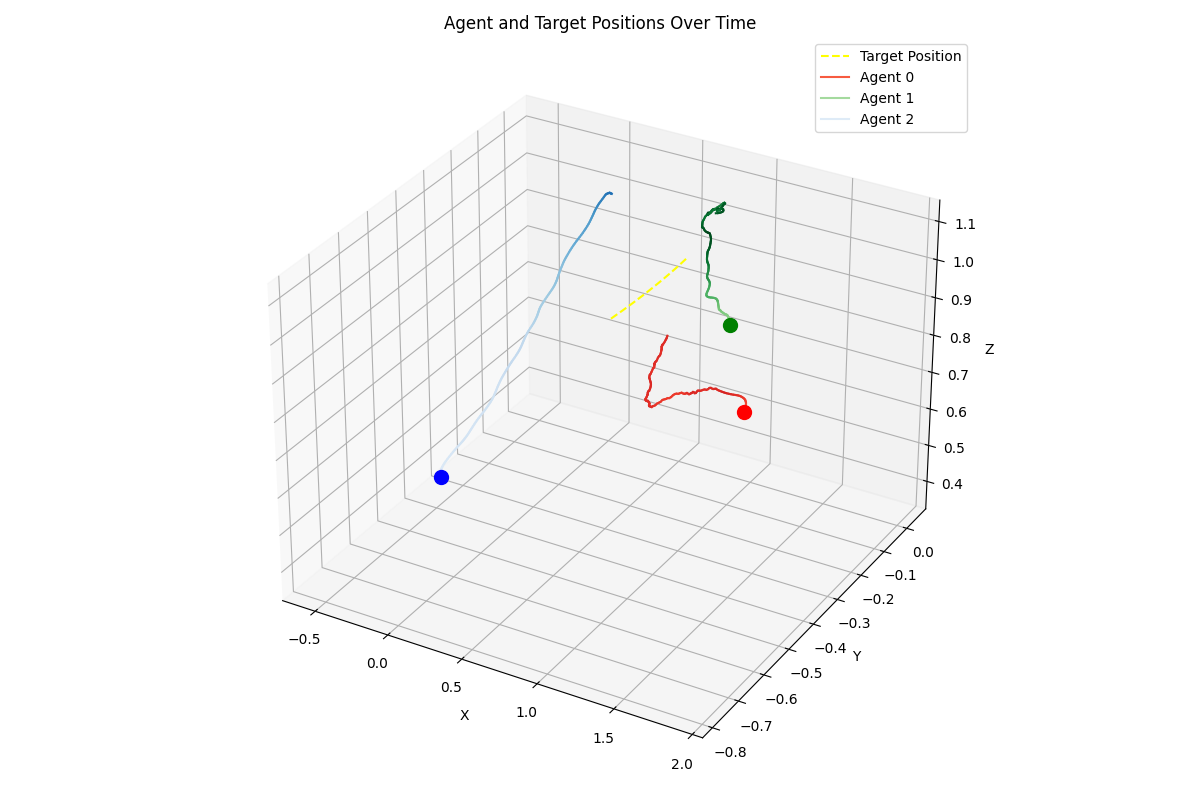 Agent and Target Positions Over Time
Target Position
Agent 0
Agent 1
Agent 2
1.1
1.0
0.9
0.8
0.7
0.6
0.5
0.4
Z
0.0
−0.1
−0.2
−0.3
−0.4
−0.5
−0.6
−0.7
−0.8
Y
−0.5
0.0
0.5
1.0
1.5
2.0
X